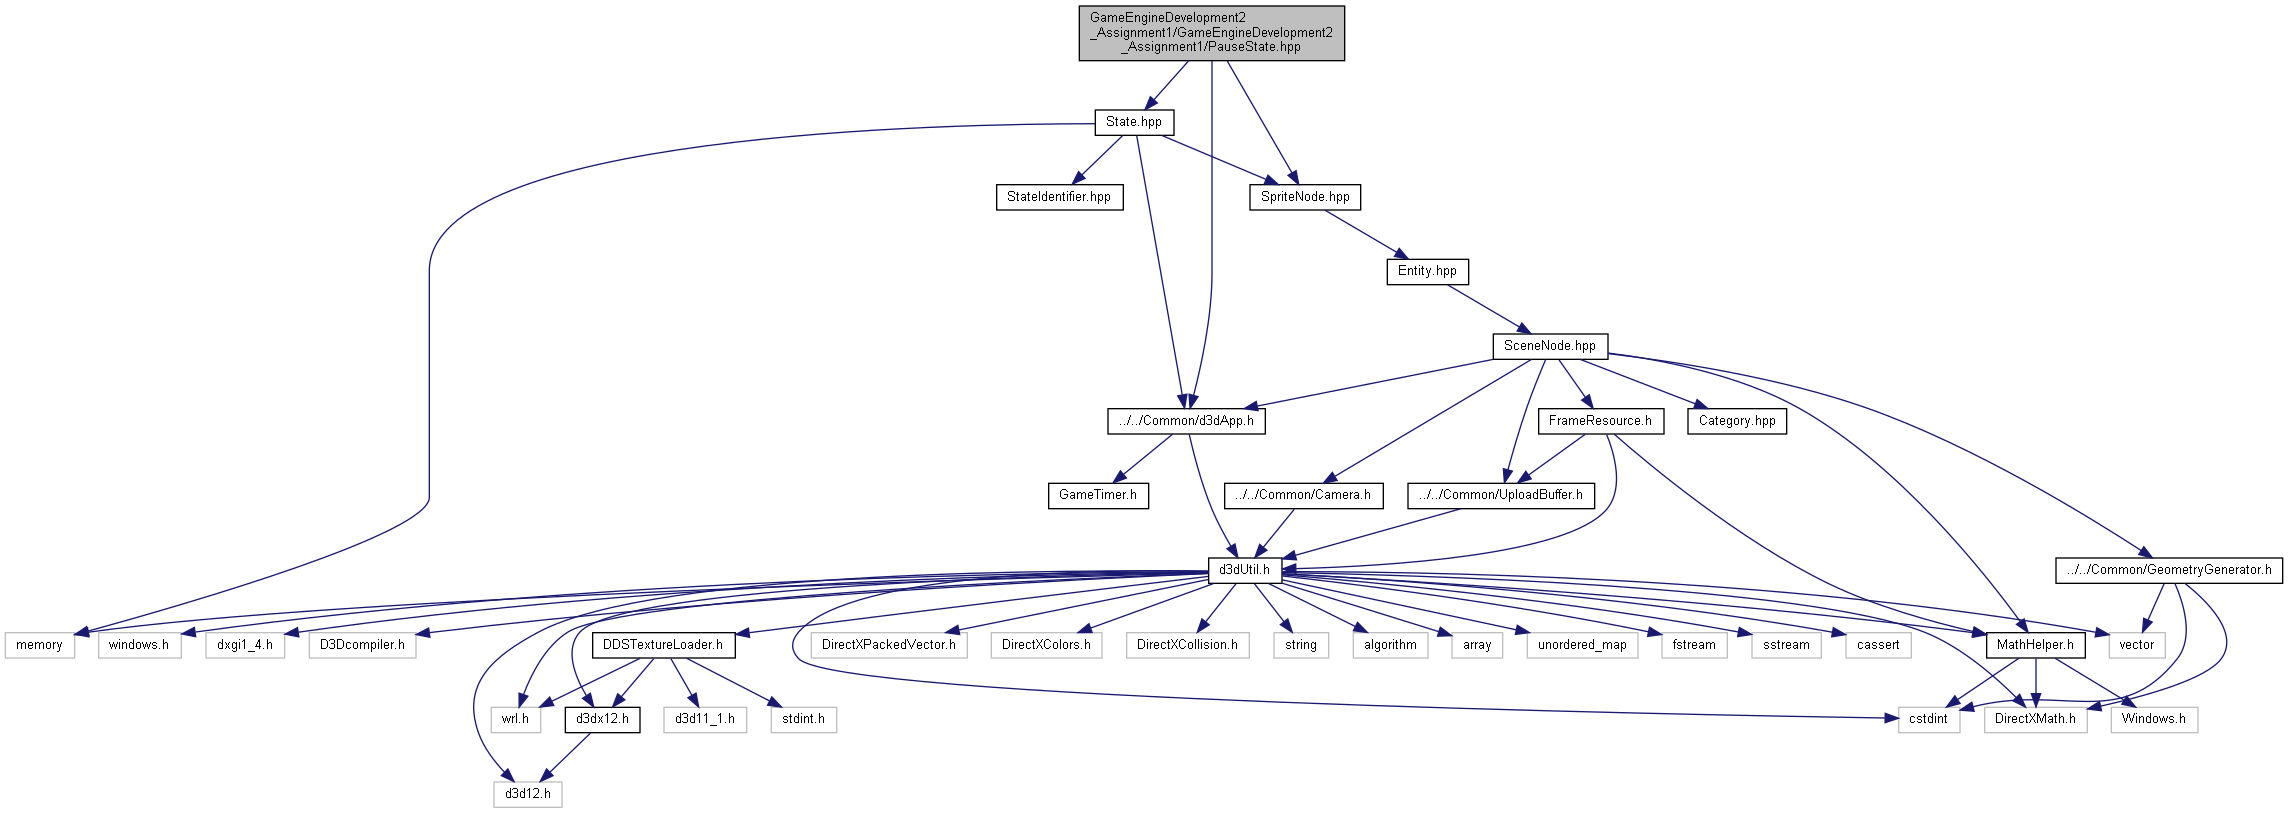 GameEngineDevelopment2
_Assignment1/GameEngineDevelopment2
_Assignment1/PauseState.hpp
State.hpp
StateIdentifier.hpp
SpriteNode.hpp
Entity.hpp
SceneNode.hpp
../../Common/d3dApp.h
FrameResource.h
Category.hpp
GameTimer.h
../../Common/Camera.h
../../Common/UploadBuffer.h
d3dUtil.h
../../Common/GeometryGenerator.h
memory
windows.h
dxgi1_4.h
D3Dcompiler.h
DDSTextureLoader.h
DirectXPackedVector.h
DirectXColors.h
DirectXCollision.h
string
algorithm
array
unordered_map
fstream
sstream
cassert
MathHelper.h
vector
wrl.h
d3dx12.h
d3d11_1.h
stdint.h
cstdint
DirectXMath.h
Windows.h
d3d12.h